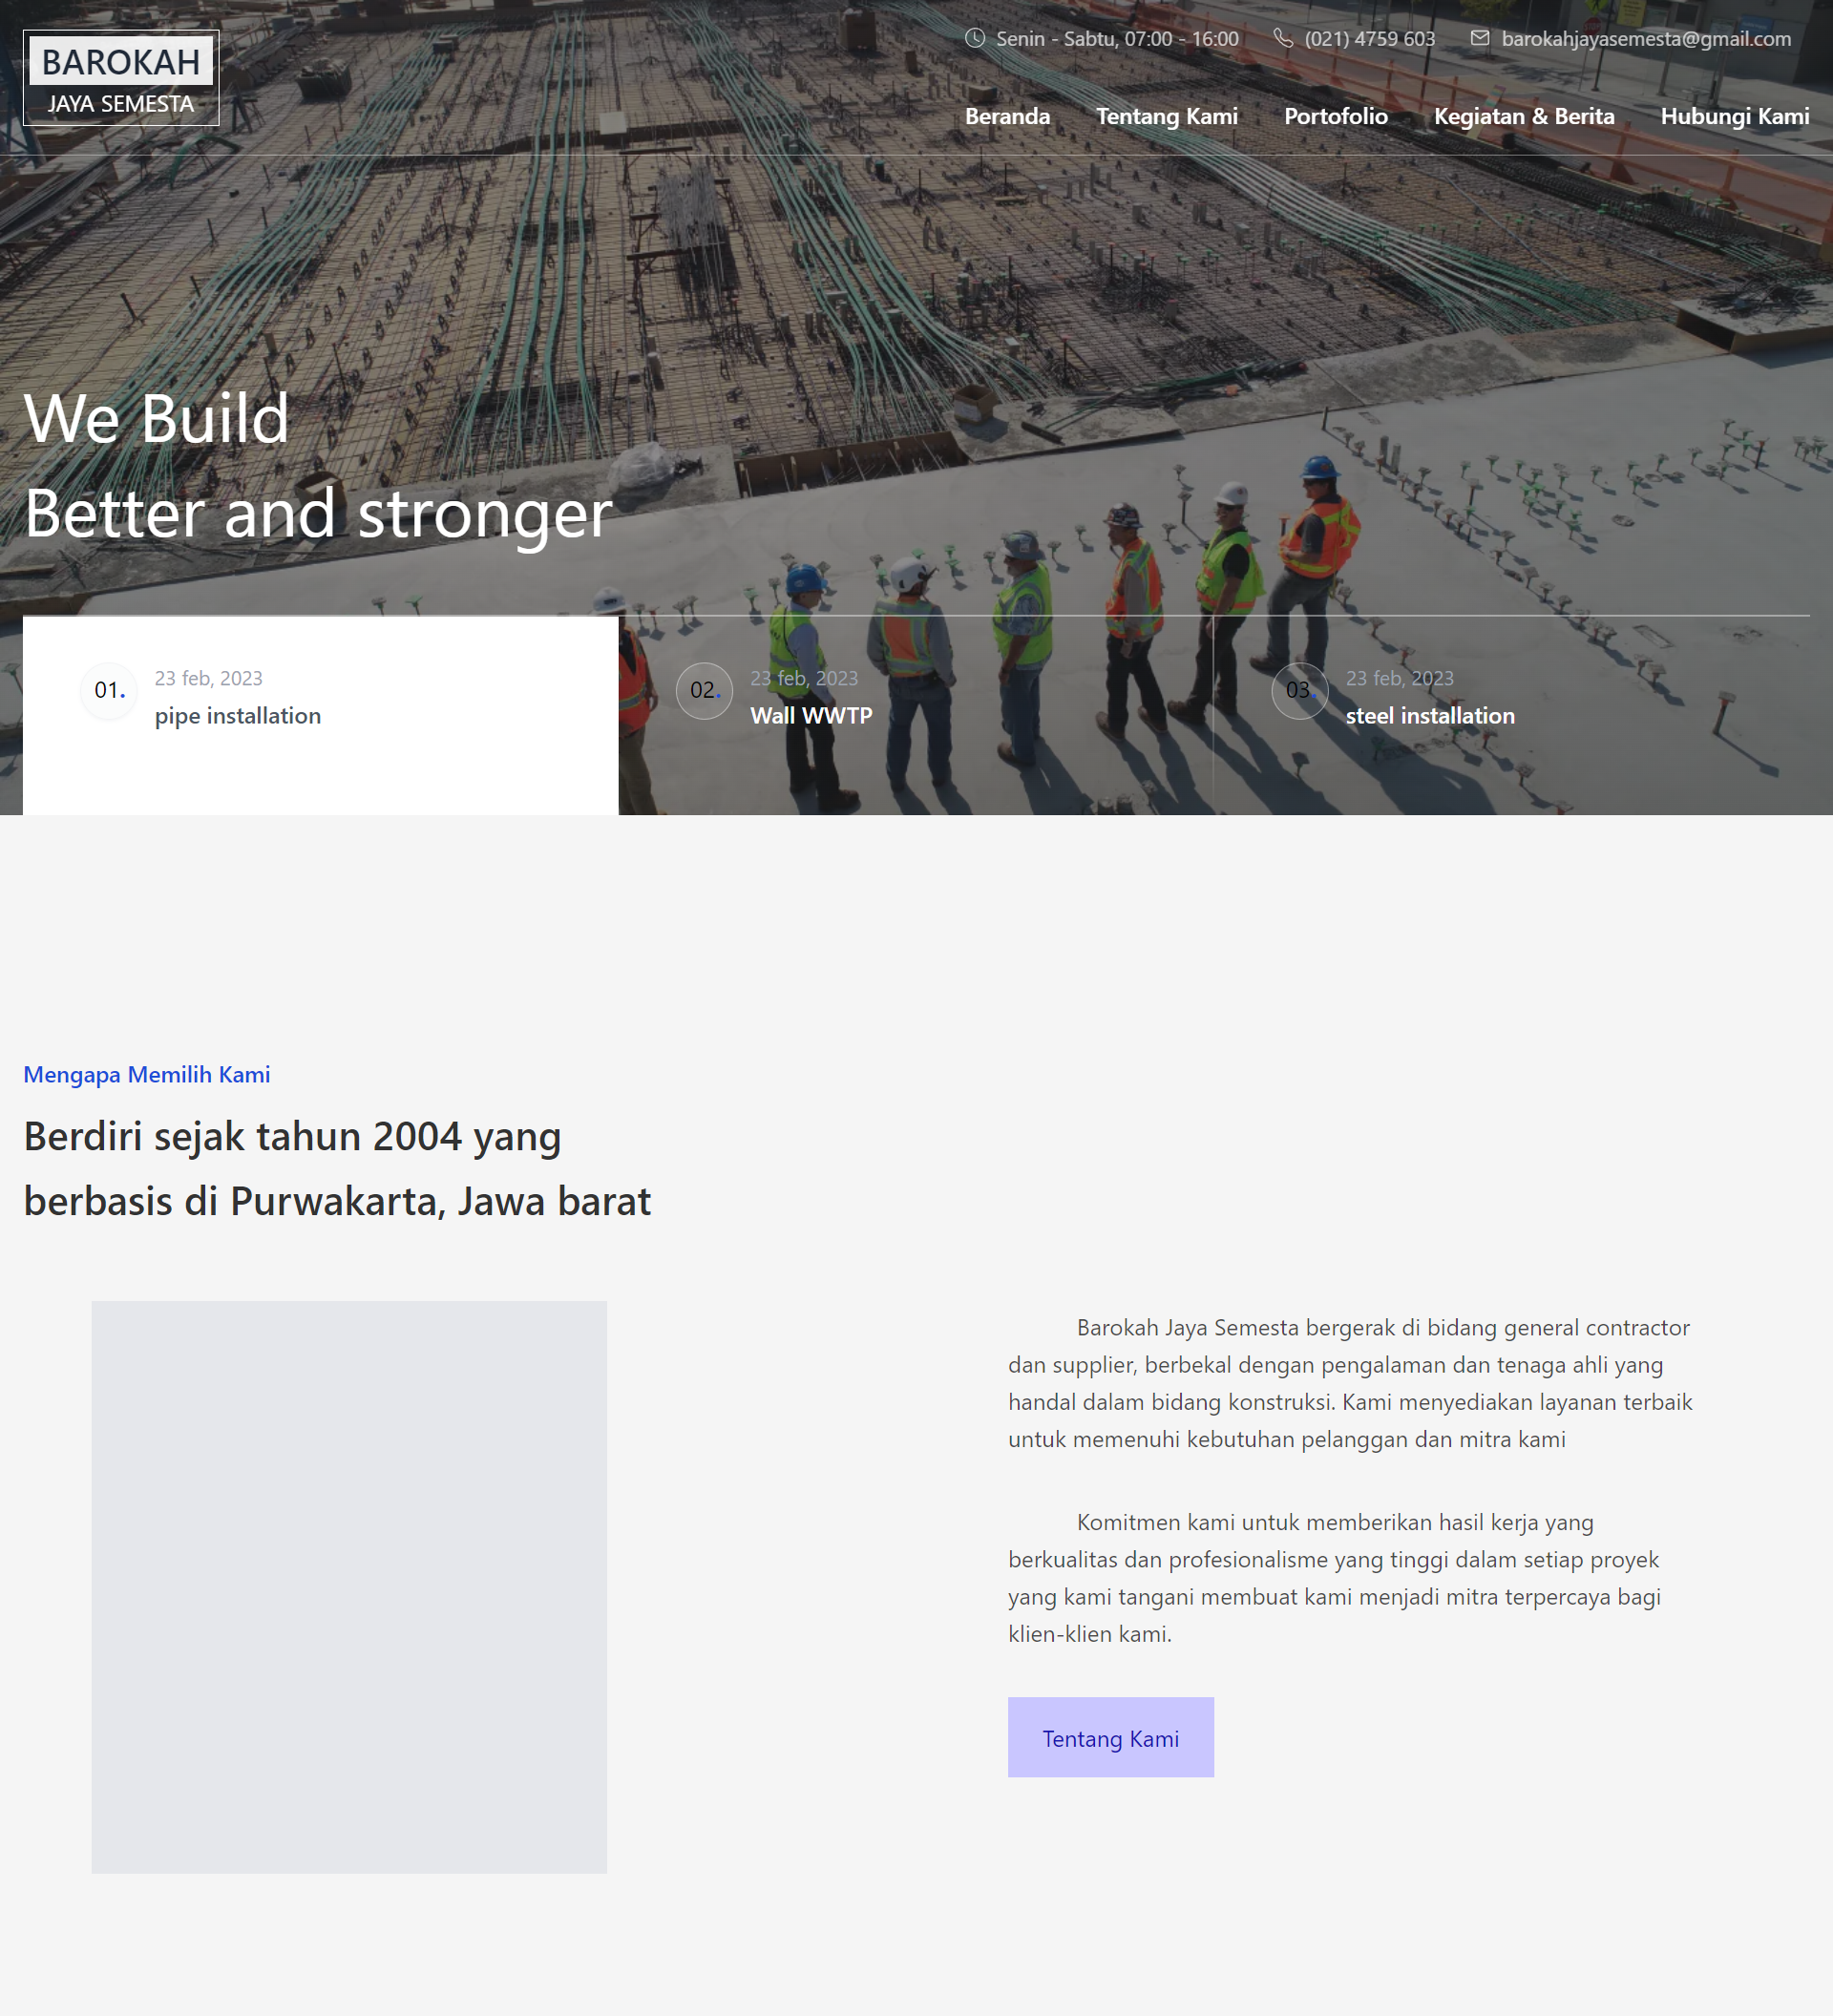 BAROKAH
JAYA SEMESTA
Senin - Sabtu, 07:00 - 16:00
(021) 4759 603
barokahjayasemesta@gmail.com
Beranda
Tentang Kami
Portofolio
Kegiatan & Berita
Hubungi Kami
We Build
Better and stronger
01.
23 feb, 2023
pipe installation
02.
23 feb, 2023
Wall WWTP
03.
23 feb, 2023
steel installation
Mengapa Memilih Kami
Berdiri sejak tahun 2004 yang
berbasis di Purwakarta, Jawa barat
Barokah Jaya Semesta bergerak di bidang general contractor
dan supplier, berbekal dengan pengalaman dan tenaga ahli yang
handal dalam bidang konstruksi. Kami menyediakan layanan terbaik
untuk memenuhi kebutuhan pelanggan dan mitra kami
Komitmen kami untuk memberikan hasil kerja yang
berkualitas dan profesionalisme yang tinggi dalam setiap proyek
yang kami tangani membuat kami menjadi mitra terpercaya bagi
klien-klien kami.
Tentang Kami